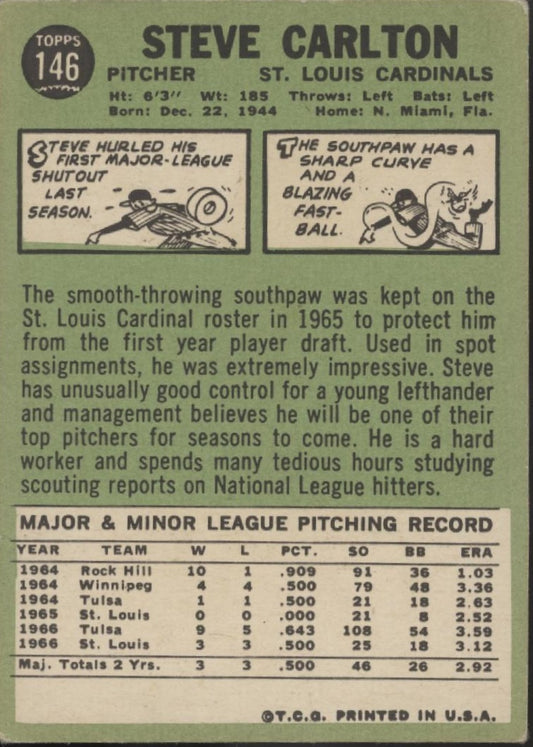 TOPPS
146
STEVE CARLTON
PITCHER ST. LOUIS CARDINALS
Ht: 6'3" Wt: 185 Throws: Left Bats: Left
Born: Dec. 22, 1944 Home: N. Miami, Fla.
STEVE HURLED HIS
FIRST MAJOR-LEAGUE
SHUTOUT
LAST
SEASON.
THE SOUTHPAW HAS A
SHARP CURVE
AND A
BLAZING
FAST-
BALL.
The smooth-throwing southpaw was kept on the
St. Louis Cardinal roster in 1965 to protect him
from the first year player draft. Used in spot
assignments, he was extremely impressive. Steve
has unusually good control for a young lefthander
and management believes he will be one of their
top pitchers for seasons to come. He is a hard
worker and spends many tedious hours studying
scouting reports on National League hitters.
MAJOR & MINOR LEAGUE PITCHING RECORD
YEAR TEAM W L PCT. SO BB ERA
1964 Rock Hill 10 1 .909 91 36 1.03
1964 Winnipeg 4 4 .500 79 48 3.36
1964 Tulsa 1 1 .500 21 18 2.63
1965 St. Louis 0 0 .000 21 8 2.52
1966 Tulsa 9 5 .643 108 54 3.59
1966 St. Louis 3 3 .500 25 18 3.12
Maj. Totals 2 Yrs. 3 3 .500 46 26 2.92
©T.C.G. PRINTED IN U.S.A.